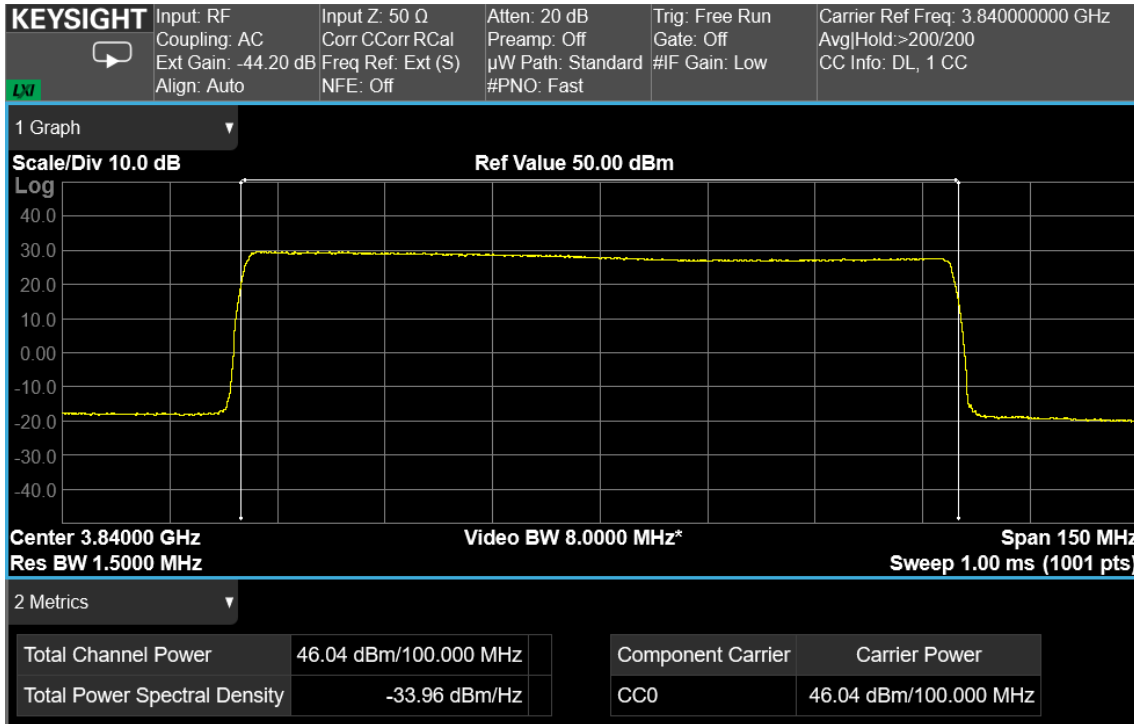 KEYSIGHT Input: RF Input Z: 50 Ω Atten: 20 dB Trig: Free Run Carrier Ref Freq: 3.840000000 GHz
Coupling: AC Corr CCorr RCal Preamp: Off Gate: Off Avg|Hold:>200/200
Ext Gain: -44.20 dB Freq Ref: Ext (S) µW Path: Standard #IF Gain: Low CC Info: DL, 1 CC
LXI Align: Auto NFE: Off #PNO: Fast
1 Graph ▼
Scale/Div 10.0 dB Ref Value 50.00 dBm
Log
40.0
30.0
20.0
10.0
0.00
-10.0
-20.0
-30.0
-40.0
Center 3.84000 GHz Video BW 8.0000 MHz* Span 150 MHz
Res BW 1.5000 MHz Sweep 1.00 ms (1001 pts)
2 Metrics ▼
Total Channel Power 46.04 dBm/100.000 MHz Component Carrier Carrier Power
Total Power Spectral Density -33.96 dBm/Hz CC0 46.04 dBm/100.000 MHz